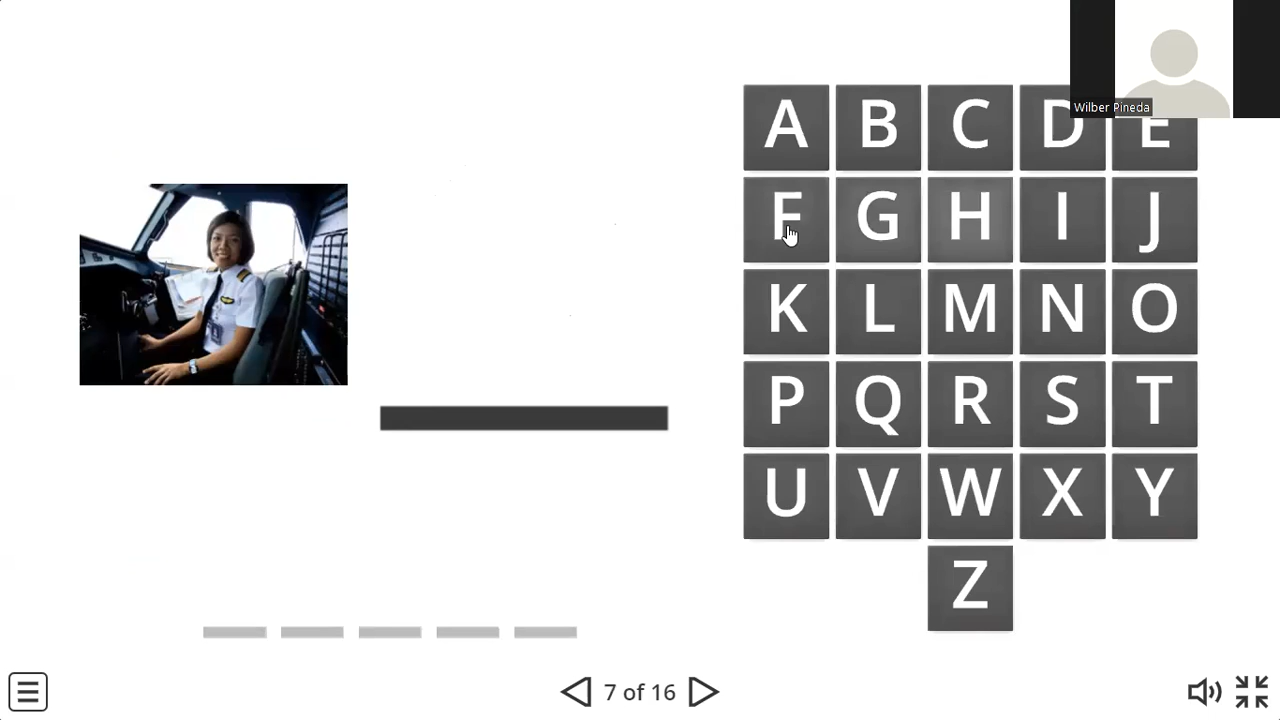 Wilber Pineda
A B C D E
F G H I J
K L M N O
P Q R S T
U V W X Y
Z
7 of 16